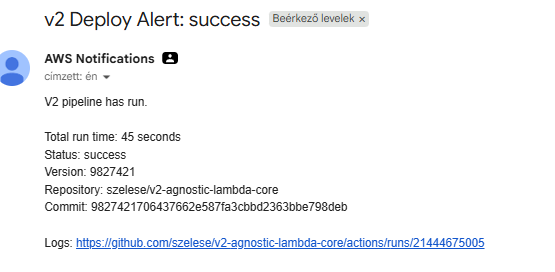 v2 Deploy Alert: success Beérkező levelek ×
AWS Notifications
címzett: én
V2 pipeline has run.
Total run time: 45 seconds
Status: success
Version: 9827421
Repository: szelese/v2-agnostic-lambda-core
Commit: 9827421706437662e587fa3cbbd2363bbe798deb
Logs: https://github.com/szelese/v2-agnostic-lambda-core/actions/runs/21444675005